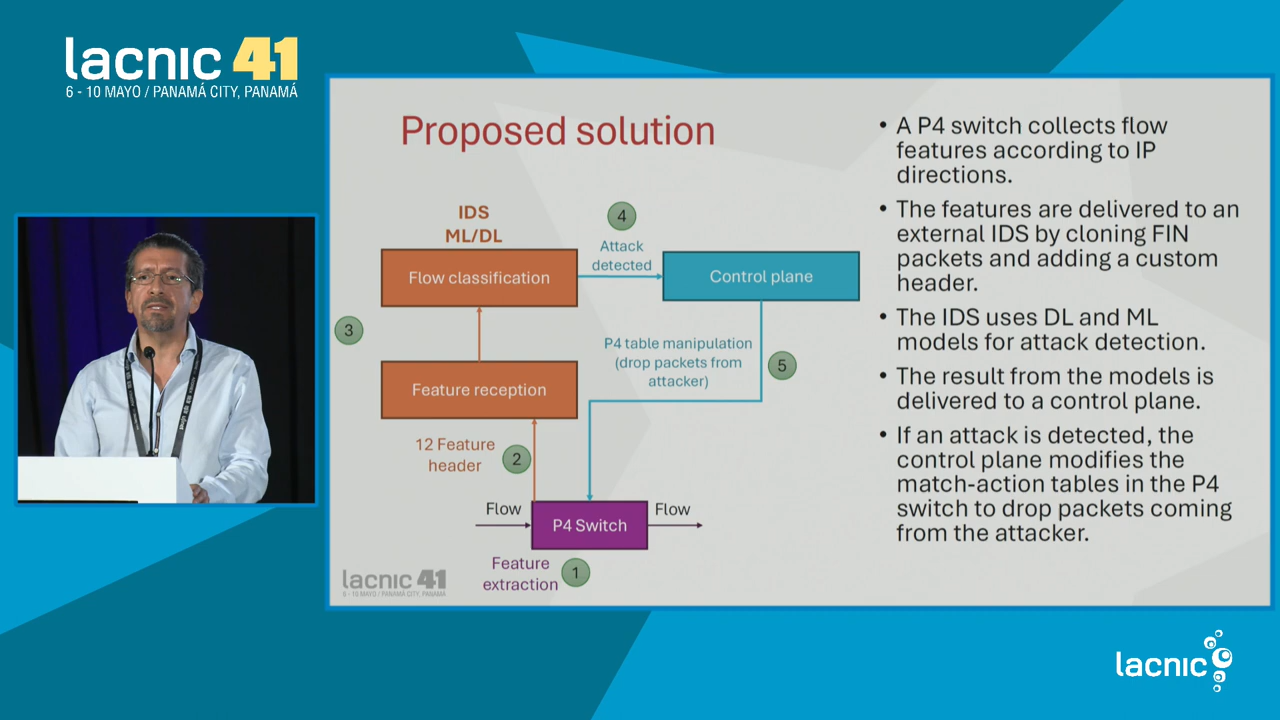 lacnic 41
6 - 10 MAYO / PANAMÁ CITY, PANAMÁ
Proposed solution
IDS
ML/DL
Flow classification
4
Attack
detected
Control plane
3
P4 table manipulation
(drop packets from
attacker)
5
Feature reception
12 Feature
header
2
Flow
P4 Switch
Flow
Feature
extraction
1
lacnic 41
6 - 10 MAYO / PANAMÁ CITY, PANAMÁ
• A P4 switch collects flow
features according to IP
directions.
• The features are delivered to an
external IDS by cloning FIN
packets and adding a custom
header.
• The IDS uses DL and ML
models for attack detection.
• The result from the models is
delivered to a control plane.
• If an attack is detected, the
control plane modifies the
match-action tables in the P4
switch to drop packets coming
from the attacker.
lacnic